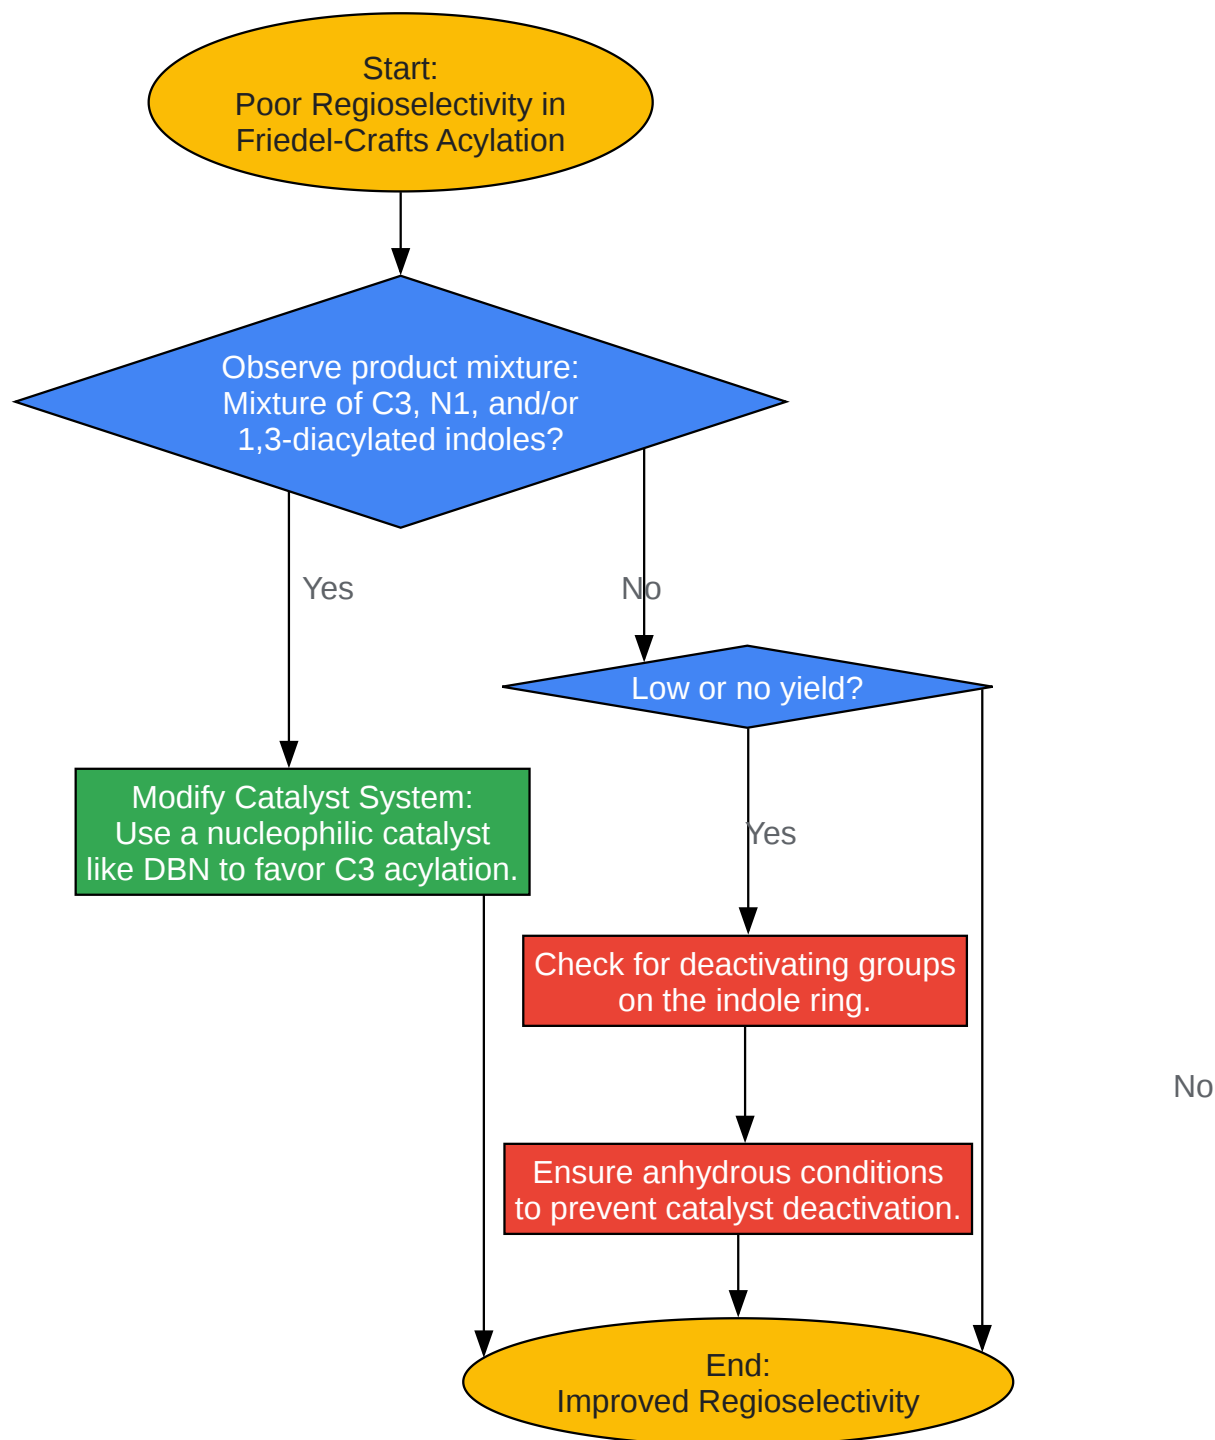 Start:
Poor Regioselectivity in
Friedel-Crafts Acylation
Observe product mixture:
Mixture of C3, N1, and/or
1,3-diacylated indoles?
Yes
No
Low or no yield?
Modify Catalyst System:
Use a nucleophilic catalyst
like DBN to favor C3 acylation.
Yes
Check for deactivating groups
on the indole ring.
No
Ensure anhydrous conditions
to prevent catalyst deactivation.
End:
Improved Regioselectivity